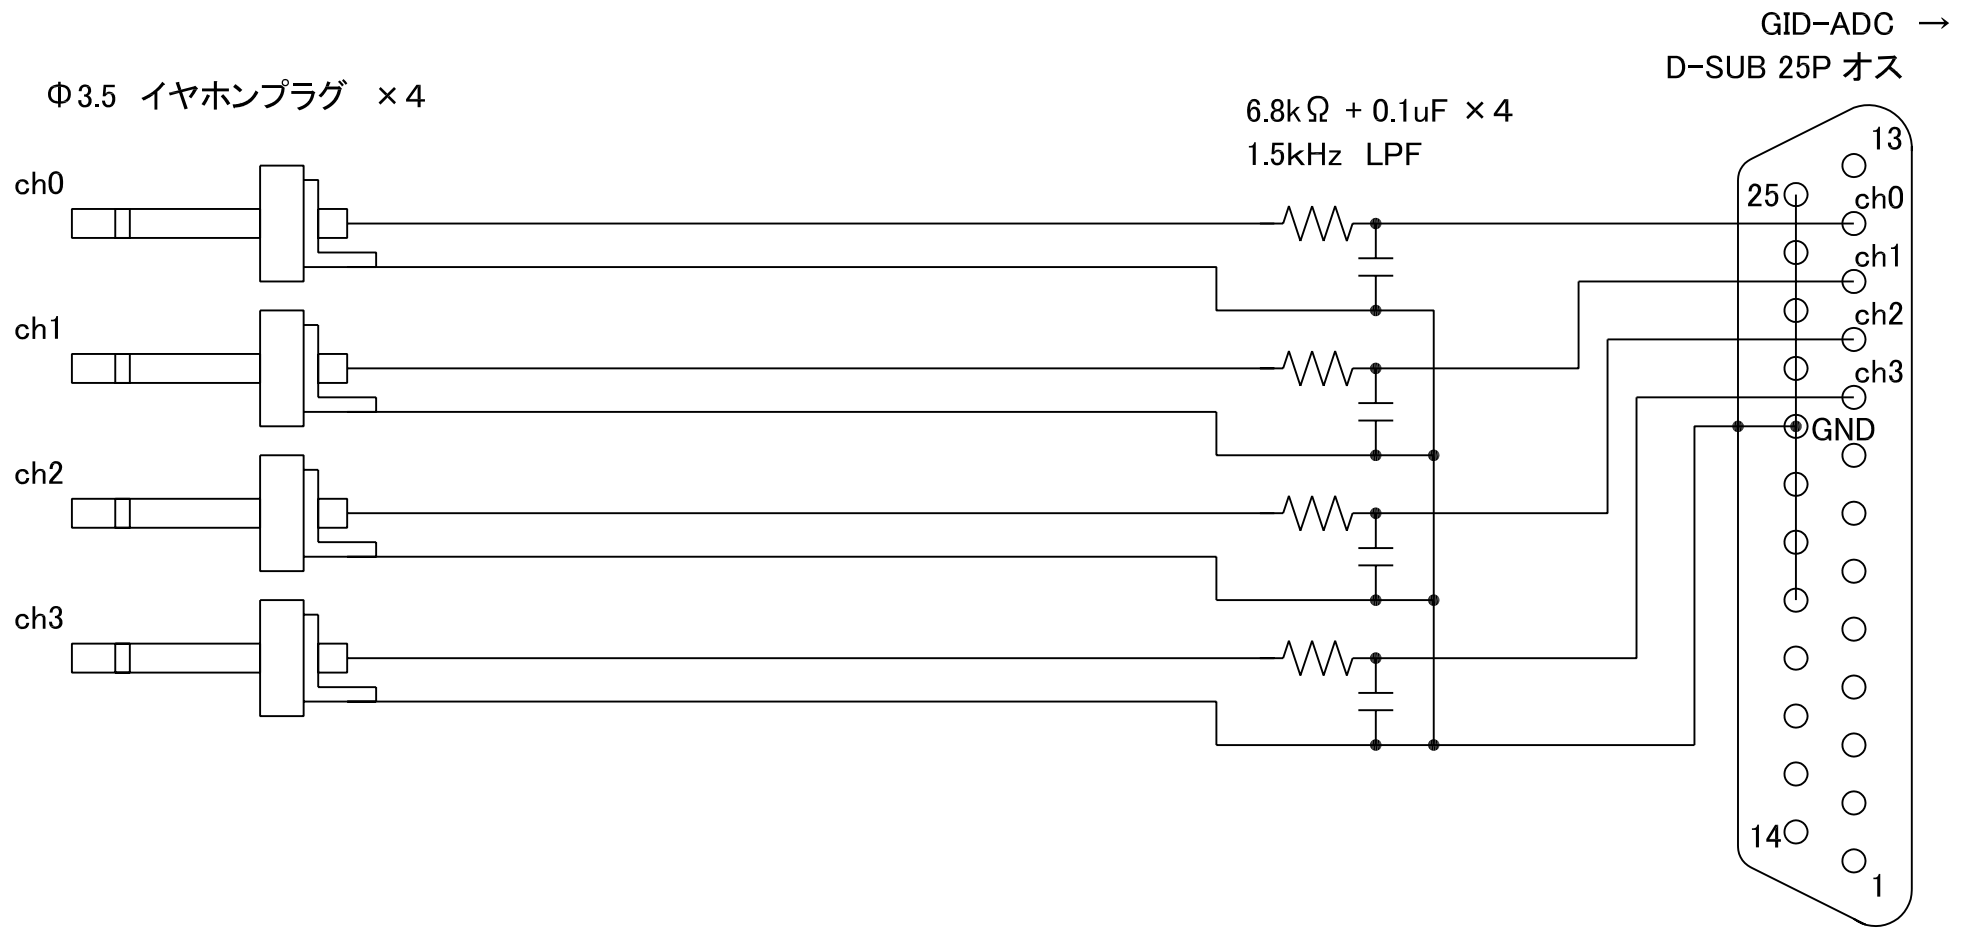 GID-ADC →
D-SUB 25P オス
Φ3.5 イヤホンプラグ ×4
6.8kΩ + 0.1uF ×4
1.5kHz LPF
13
ch0
25
ch0
ch1
ch1
ch2
ch3
GND
ch2
ch3
14
1